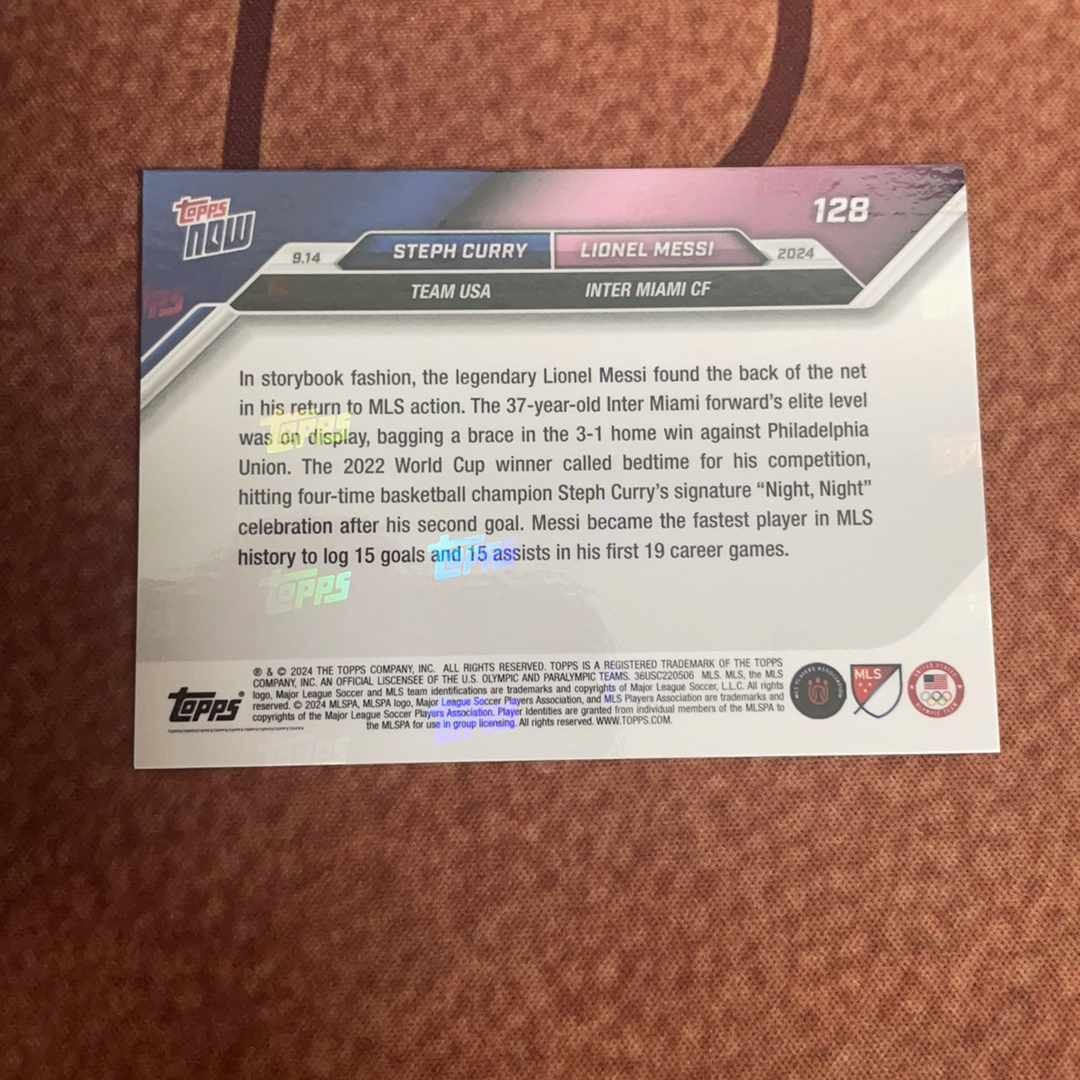 TOPPS NOW
128
9.14 STEPH CURRY LIONEL MESSI 2024
TEAM USA INTER MIAMI CF
In storybook fashion, the legendary Lionel Messi found the back of the net
in his return to MLS action. The 37-year-old Inter Miami forward's elite level
was on display, bagging a brace in the 3-1 home win against Philadelphia
Union. The 2022 World Cup winner called bedtime for his competition,
hitting four-time basketball champion Steph Curry's signature “Night, Night”
celebration after his second goal. Messi became the fastest player in MLS
history to log 15 goals and 15 assists in his first 19 career games.
® & © 2024 THE TOPPS COMPANY, INC. ALL RIGHTS RESERVED. TOPPS IS A REGISTERED TRADEMARK OF THE TOPPS
COMPANY, INC. AN OFFICIAL LISCENSEE OF THE U.S. OLYMPIC AND PARALYMPIC TEAMS. 36USC220506 MLS. MLS, the MLS
logo, Major League Soccer and MLS team identifications are trademarks and copyrights of Major League Soccer, L.L.C. All rights
reserved. © 2024 MLSPA, MLSPA logo, Major League Soccer Players Association, and MLS Players Association are trademarks and
copyrights of the Major League Soccer Players Association. Player Identities are granted from individual members of the MLSPA to
the MLSPA for use in group licensing. All rights reserved. WWW.TOPPS.COM.
TOPPS®
MLS
UNITED STATES
OLYMPIC TEAM